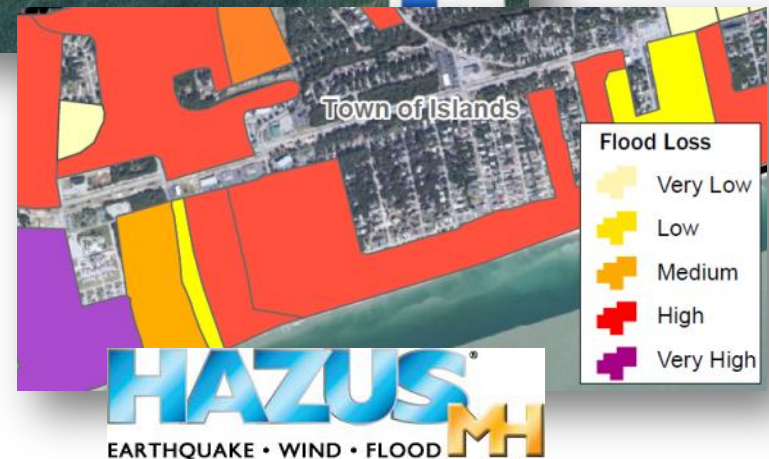 Town of Islands
Flood Loss
Very Low
Low
Medium
High
Very High
HAZUS®
MH
EARTHQUAKE • WIND • FLOOD